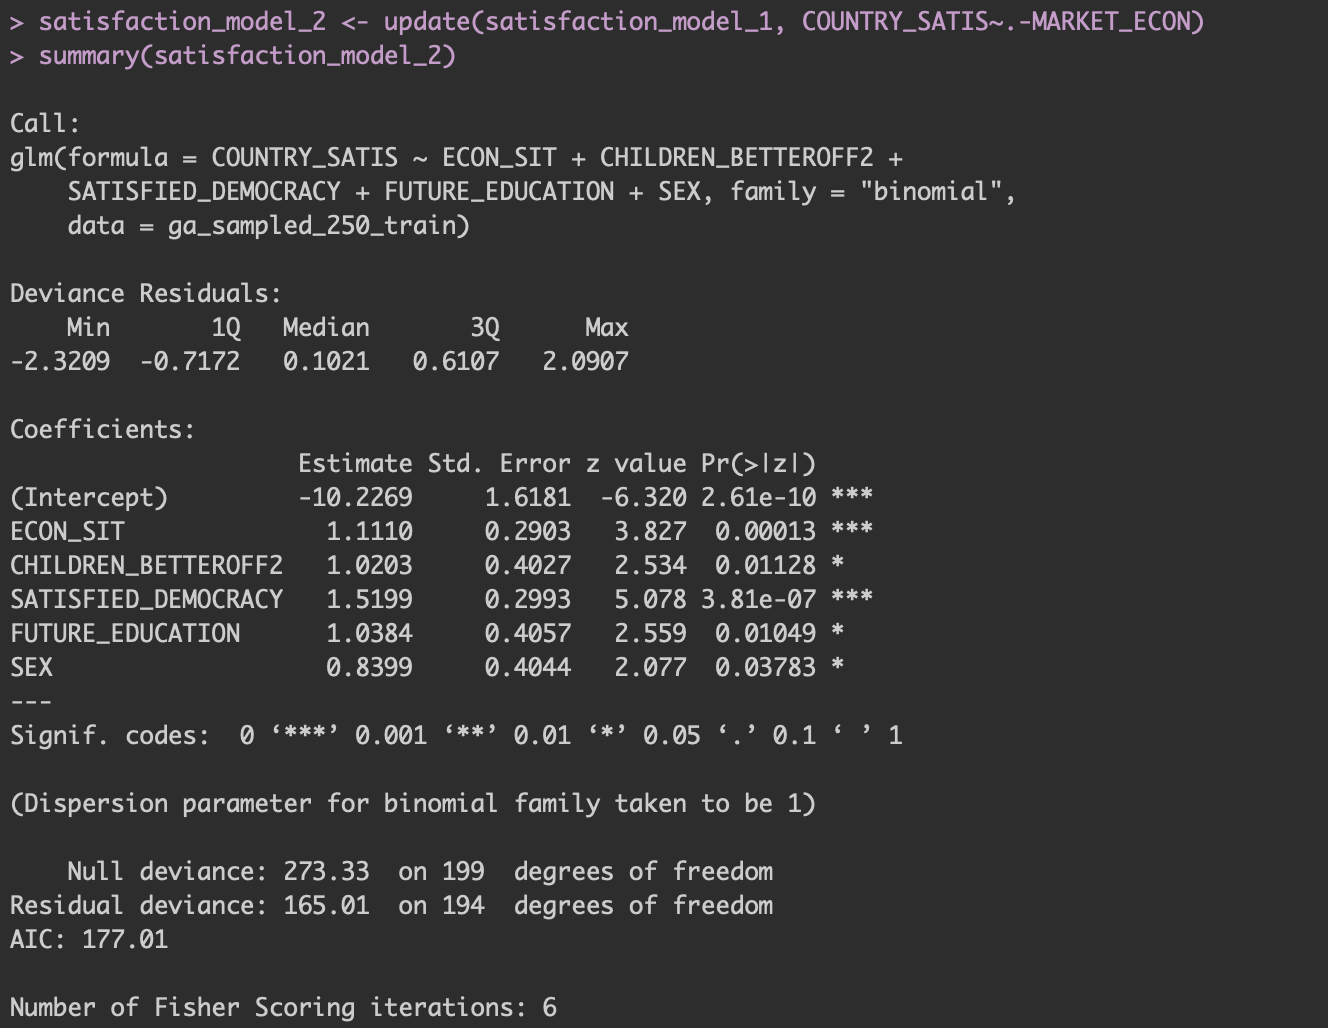 > satisfaction_model_2 <- update(satisfaction_model_1, COUNTRY_SATIS~.-MARKET_ECON)
> summary(satisfaction_model_2)

Call:
glm(formula = COUNTRY_SATIS ~ ECON_SIT + CHILDREN_BETTEROFF2 +
    SATISFIED_DEMOCRACY + FUTURE_EDUCATION + SEX, family = "binomial",
    data = ga_sampled_250_train)

Deviance Residuals:
    Min       1Q   Median       3Q      Max
-2.3209  -0.7172   0.1021   0.6107   2.0907

Coefficients:
                    Estimate Std. Error z value Pr(>|z|)
(Intercept)         -10.2269     1.6181  -6.320 2.61e-10 ***
ECON_SIT              1.1110     0.2903   3.827  0.00013 ***
CHILDREN_BETTEROFF2   1.0203     0.4027   2.534  0.01128 *
SATISFIED_DEMOCRACY   1.5199     0.2993   5.078 3.81e-07 ***
FUTURE_EDUCATION      1.0384     0.4057   2.559  0.01049 *
SEX                   0.8399     0.4044   2.077  0.03783 *
---
Signif. codes:  0 ‘***’ 0.001 ‘**’ 0.01 ‘*’ 0.05 ‘.’ 0.1 ‘ ’ 1

(Dispersion parameter for binomial family taken to be 1)

    Null deviance: 273.33  on 199  degrees of freedom
Residual deviance: 165.01  on 194  degrees of freedom
AIC: 177.01

Number of Fisher Scoring iterations: 6